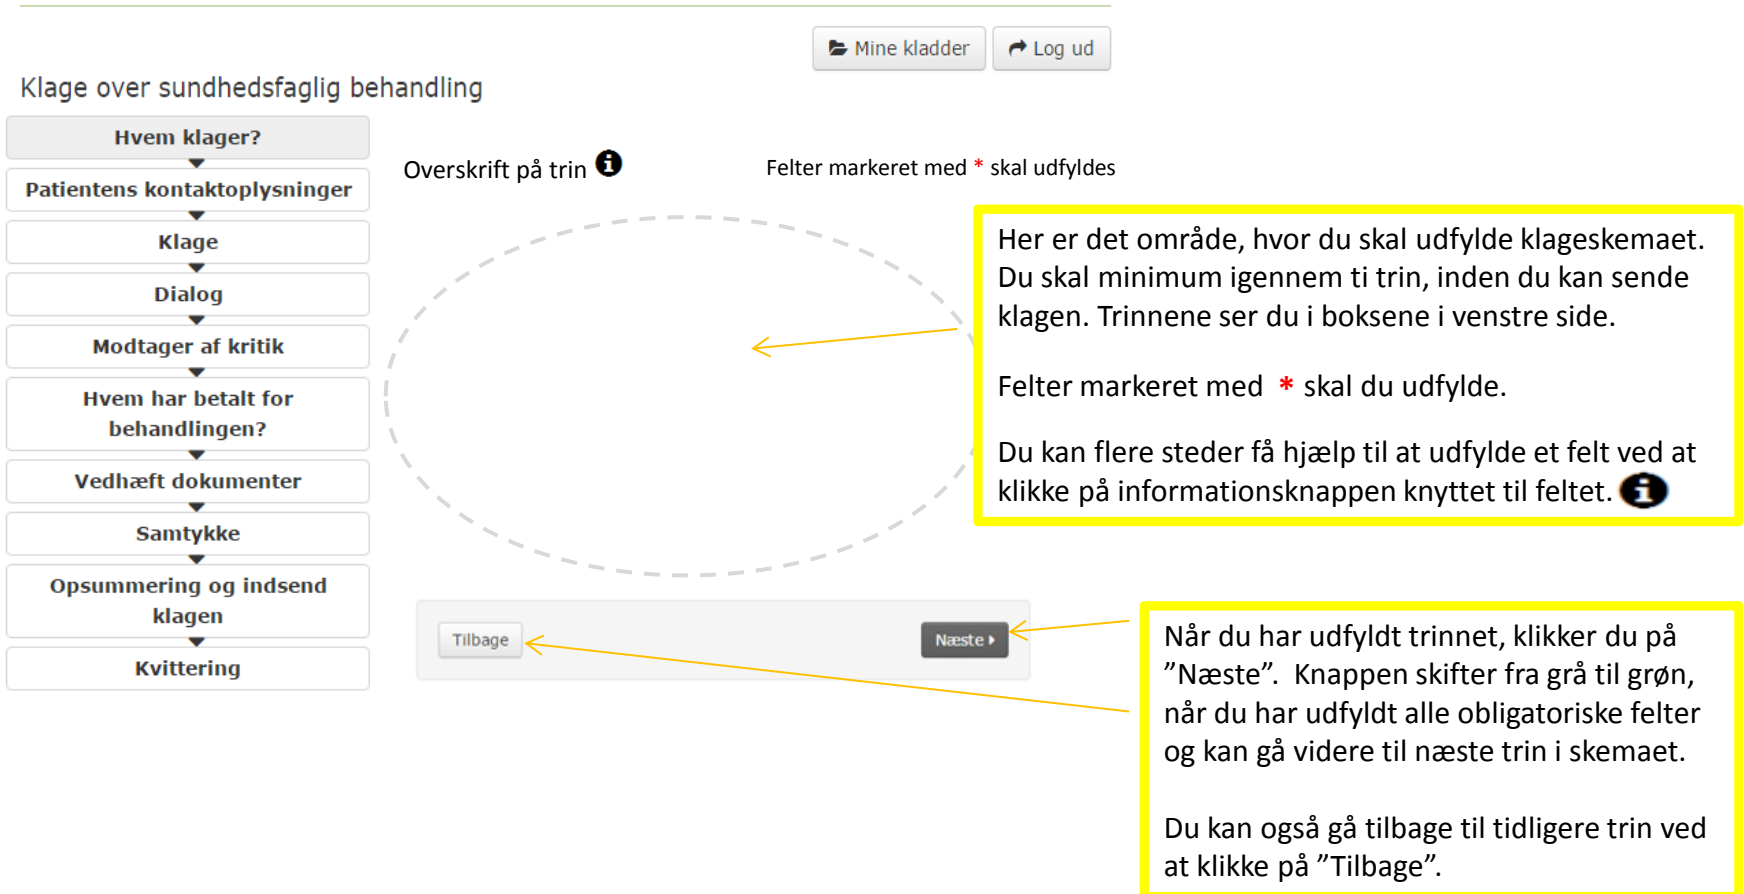 Mine kladder
Log ud
Klage over sundhedsfaglig behandling
Hvem klager?
Patientens kontaktoplysninger
Klage
Dialog
Modtager af kritik
Hvem har betalt for
behandlingen?
Vedhæft dokumenter
Samtykke
Opsummering og indsend
klagen
Kvittering
Overskrift på trin
Felter markeret med * skal udfyldes
Her er det område, hvor du skal udfylde klageskemaet.
Du skal minimum igennem ti trin, inden du kan sende
klagen. Trinnene ser du i boksene i venstre side.
Felter markeret med * skal du udfylde.
Du kan flere steder få hjælp til at udfylde et felt ved at
klikke på informationsknappen knyttet til feltet.
Tilbage
Næste
Når du har udfyldt trinnet, klikker du på
”Næste”. Knappen skifter fra grå til grøn,
når du har udfyldt alle obligatoriske felter
og kan gå videre til næste trin i skemaet.
Du kan også gå tilbage til tidligere trin ved
at klikke på ”Tilbage”.